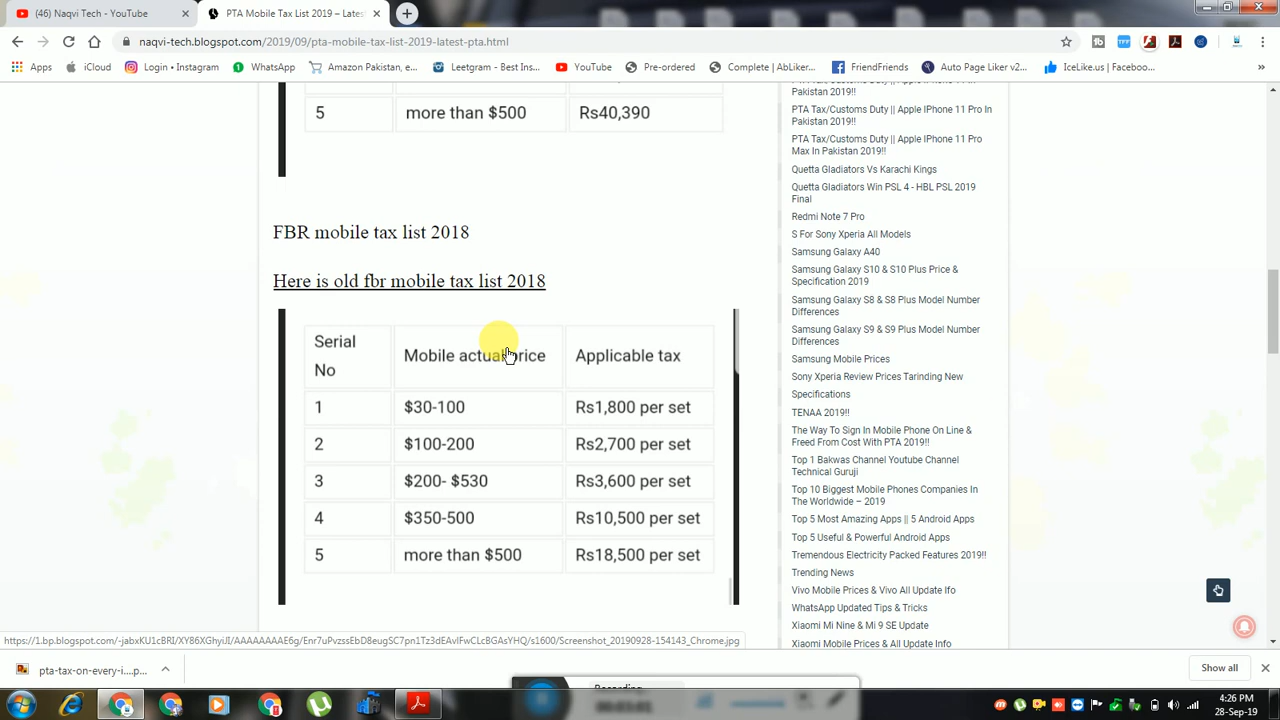 (46) Naqvi Tech - YouTube
PTA Mobile Tax List 2019 – Lates
naqvi-tech.blogspot.com/2019/09/pta-mobile-tax-list-2019-latest-pta.html
Apps
iCloud
Login • Instagram
WhatsApp
Amazon Pakistan, e...
Leetgram - Best Ins...
YouTube
Pre-ordered
Complete | AbLiker...
FriendFriends
Auto Page Liker v2...
IceLike.us | Faceboo...
5 more than $500 Rs40,390
FBR mobile tax list 2018
Here is old fbr mobile tax list 2018
Serial No Mobile actual price Applicable tax
1 $30-100 Rs1,800 per set
2 $100-200 Rs2,700 per set
3 $200- $530 Rs3,600 per set
4 $350-500 Rs10,500 per set
5 more than $500 Rs18,500 per set
Pakistan 2019!!
PTA Tax/Customs Duty || Apple IPhone 11 Pro In
Pakistan 2019!!
PTA Tax/Customs Duty || Apple IPhone 11 Pro
Max In Pakistan 2019!!
Quetta Gladiators Vs Karachi Kings
Quetta Gladiators Win PSL 4 - HBL PSL 2019
Final
Redmi Note 7 Pro
S For Sony Xperia All Models
Samsung Galaxy A40
Samsung Galaxy S10 & S10 Plus Price &
Specification 2019
Samsung Galaxy S8 & S8 Plus Model Number
Differences
Samsung Galaxy S9 & S9 Plus Model Number
Differences
Samsung Mobile Prices
Sony Xperia Review Prices Tarinding New
Specifications
TENAA 2019!!
The Way To Sign In Mobile Phone On Line &
Freed From Cost With PTA 2019!!
Top 1 Bakwas Channel Youtube Channel
Technical Guruji
Top 10 Biggest Mobile Phones Companies In
The Worldwide – 2019
Top 5 Most Amazing Apps || 5 Android Apps
Top 5 Useful & Powerful Android Apps
Tremendous Electricity Packed Features 2019!!
Trending News
Vivo Mobile Prices & Vivo All Update Ifo
WhatsApp Updated Tips & Tricks
Xiaomi Mi Nine & Mi 9 SE Update
Xiaomi Mobile Prices & All Update Info
pta-tax-on-every-i....p...
Show all
4:26 PM
28-Sep-19